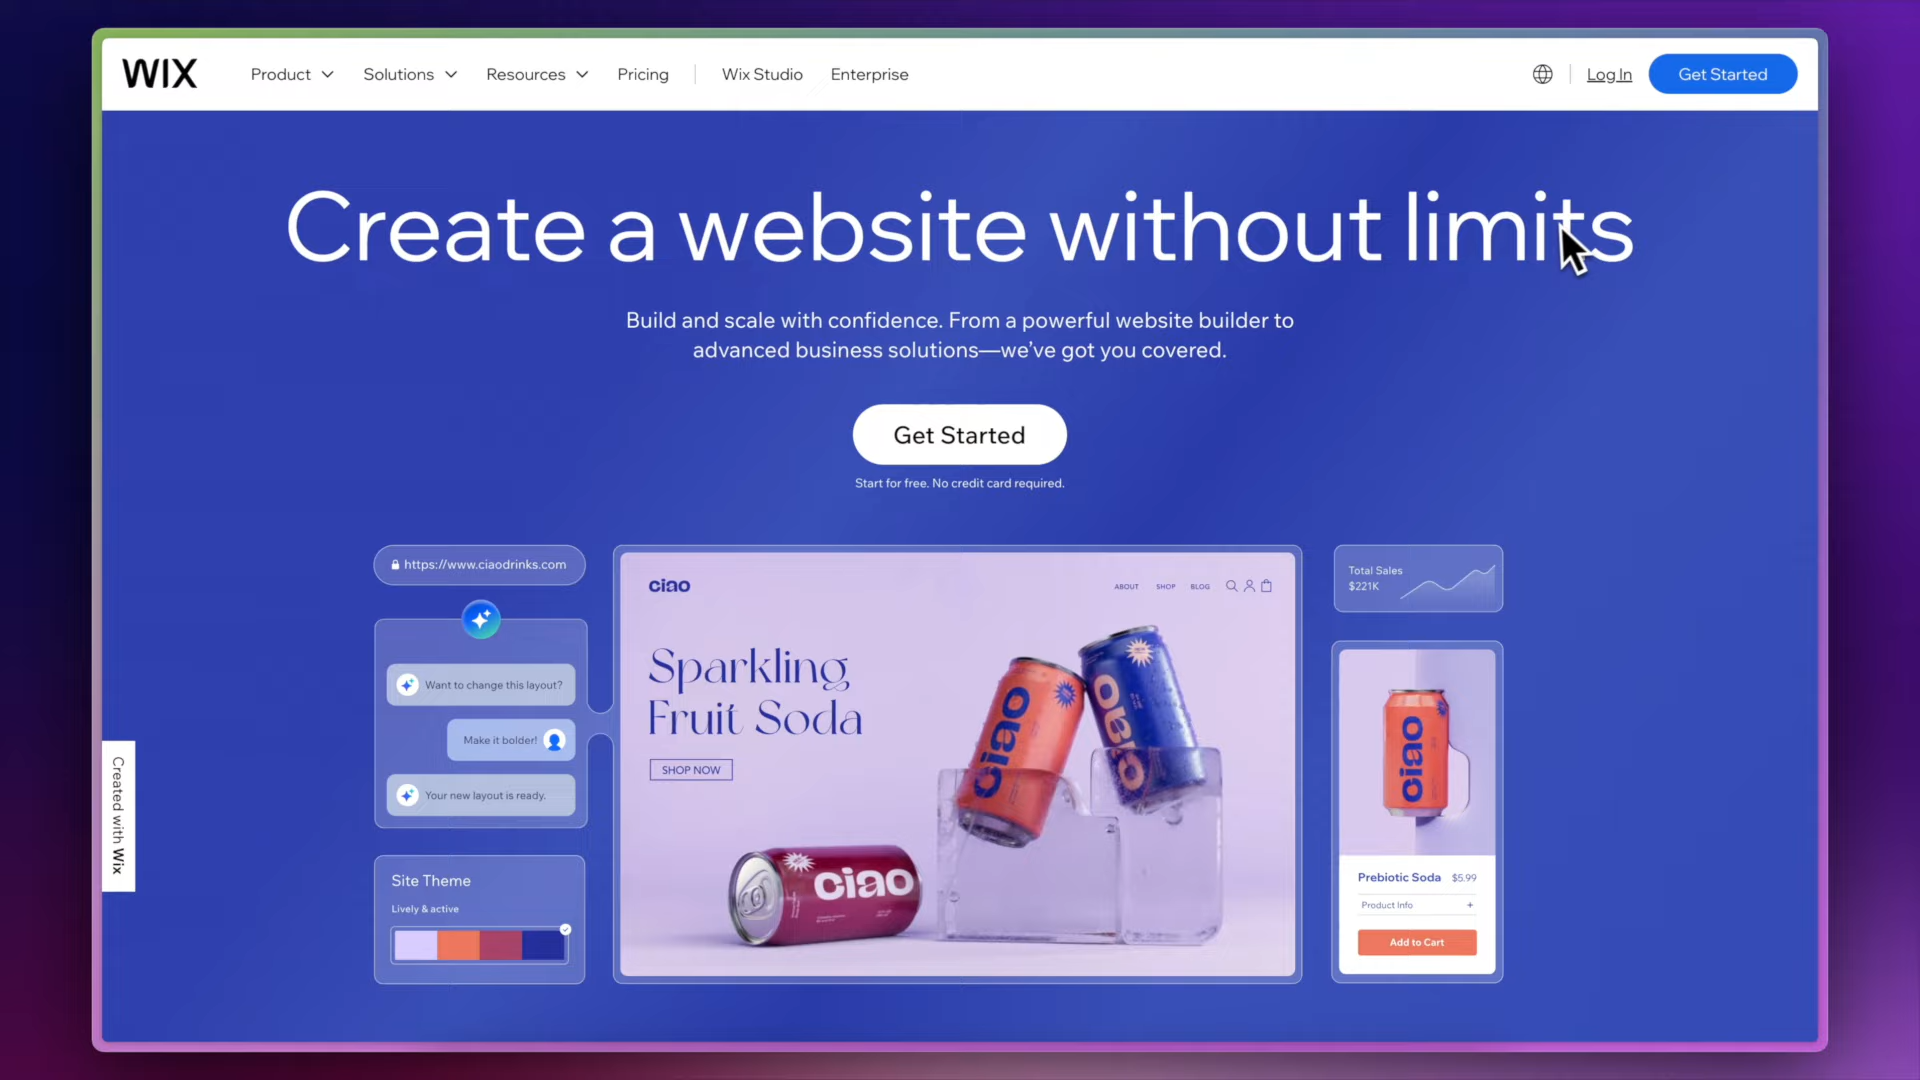 WIX
Product
Solutions
Resources
Pricing
Wix Studio
Enterprise
Log In
Get Started
Create a website without limits
Build and scale with confidence. From a powerful website builder to
advanced business solutions—we've got you covered.
Get Started
Start for free. No credit card required.
https://www.ciaodrinks.com
Want to change this layout?
Make it bolder!
Your new layout is ready.
Site Theme
Lively & active
ciao
ABOUT
SHOP
BLOG
Sparkling
Fruit Soda
SHOP NOW
ciao
ciao
ciao
Total Sales
$221K
ciao
Prebiotic Soda $5.99
Product Info +
Add to Cart
Created with Wix